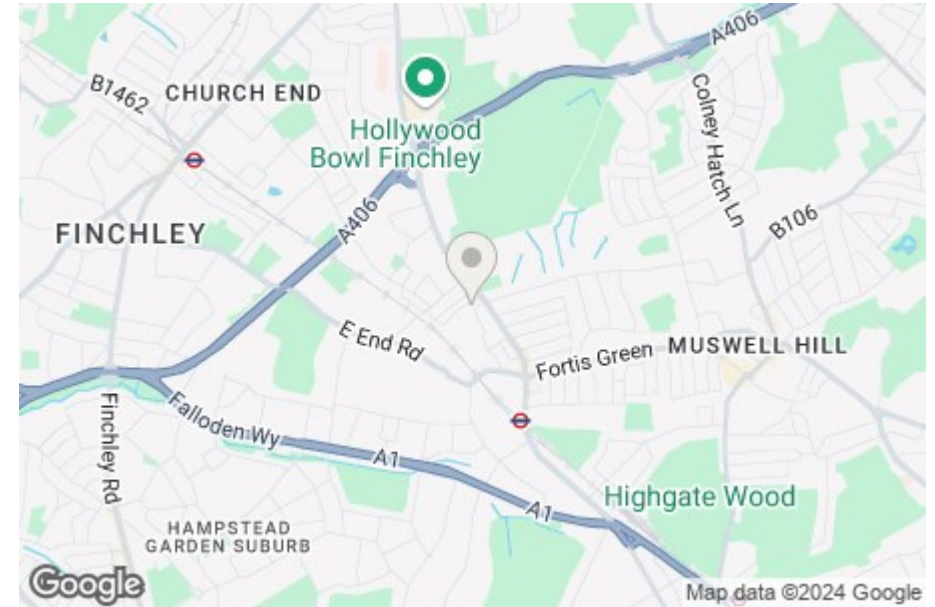 A406
B1462
CHURCH END
Hollywood
Bowl Finchley
Colney Hatch Ln
B106
FINCHLEY
A406
E End Rd
Fortis Green
MUSWELL HILL
Finchley Rd
Falloden Wy
A1
A1
Highgate Wood
HAMPSTEAD
GARDEN SUBURB
Google
Map data ©2024 Google